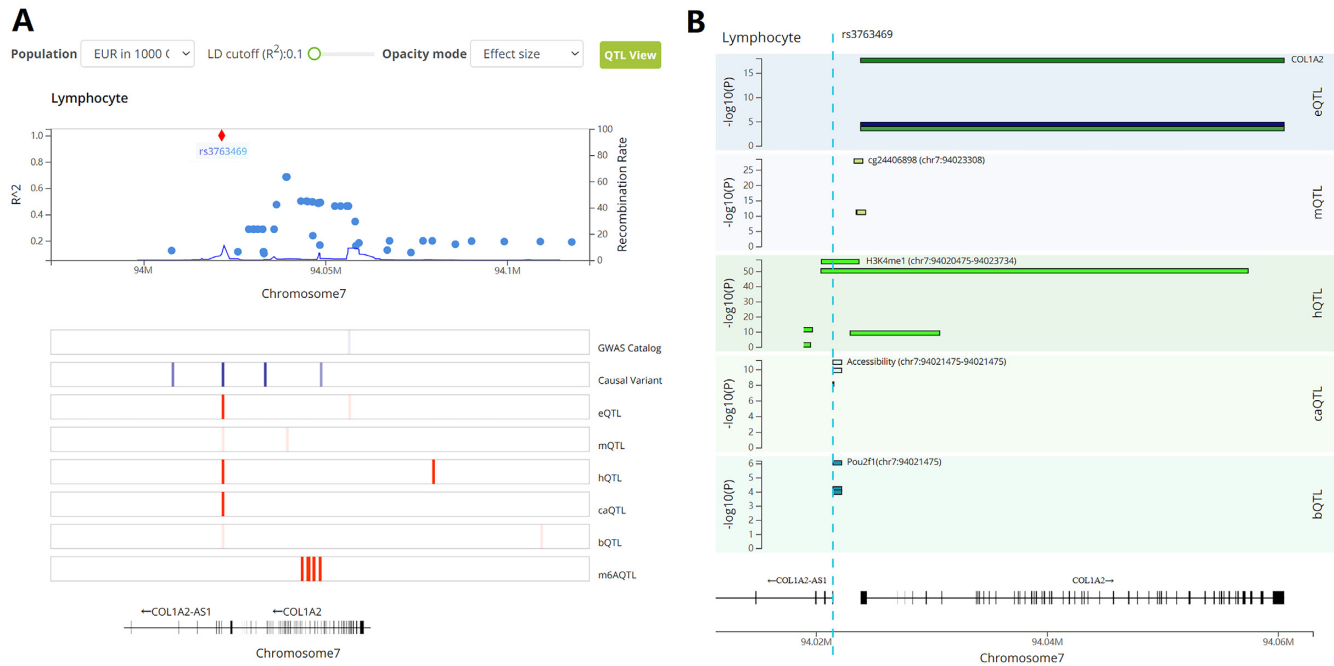 A
Population EUR in 1000 ( LD cutoff (R²):0.1 Opacity mode Effect size QTL View
Lymphocyte
R^2
1.0
0.8
0.6
0.4
0.2
rs3763469
100
80
60
40
20
0
Recombination Rate
94M 94.05M 94.1M
Chromosome7
GWAS Catalog
Causal Variant
eQTL
mQTL
hQTL
caQTL
bQTL
m6AQTL
←COL1A2-AS1 ←COL1A2
Chromosome7
B
Lymphocyte rs3763469
-log10(P)
15
10
5
0
COL1A2
eQTL
-log10(P)
25
20
15
10
5
0
cg24406898 (chr7:94023308)
mQTL
-log10(P)
50
40
30
20
10
0
H3K4me1 (chr7:94020475-94023734)
hQTL
-log10(P)
10
8
6
4
2
0
Accessibility (chr7:94021475-94021475)
caQTL
-log10(P)
6
5
4
3
2
1
0
Pou2f1(chr7:94021475)
bQTL
←COL1A2-AS1 COL1A2→
94.02M 94.04M 94.06M
Chromosome7